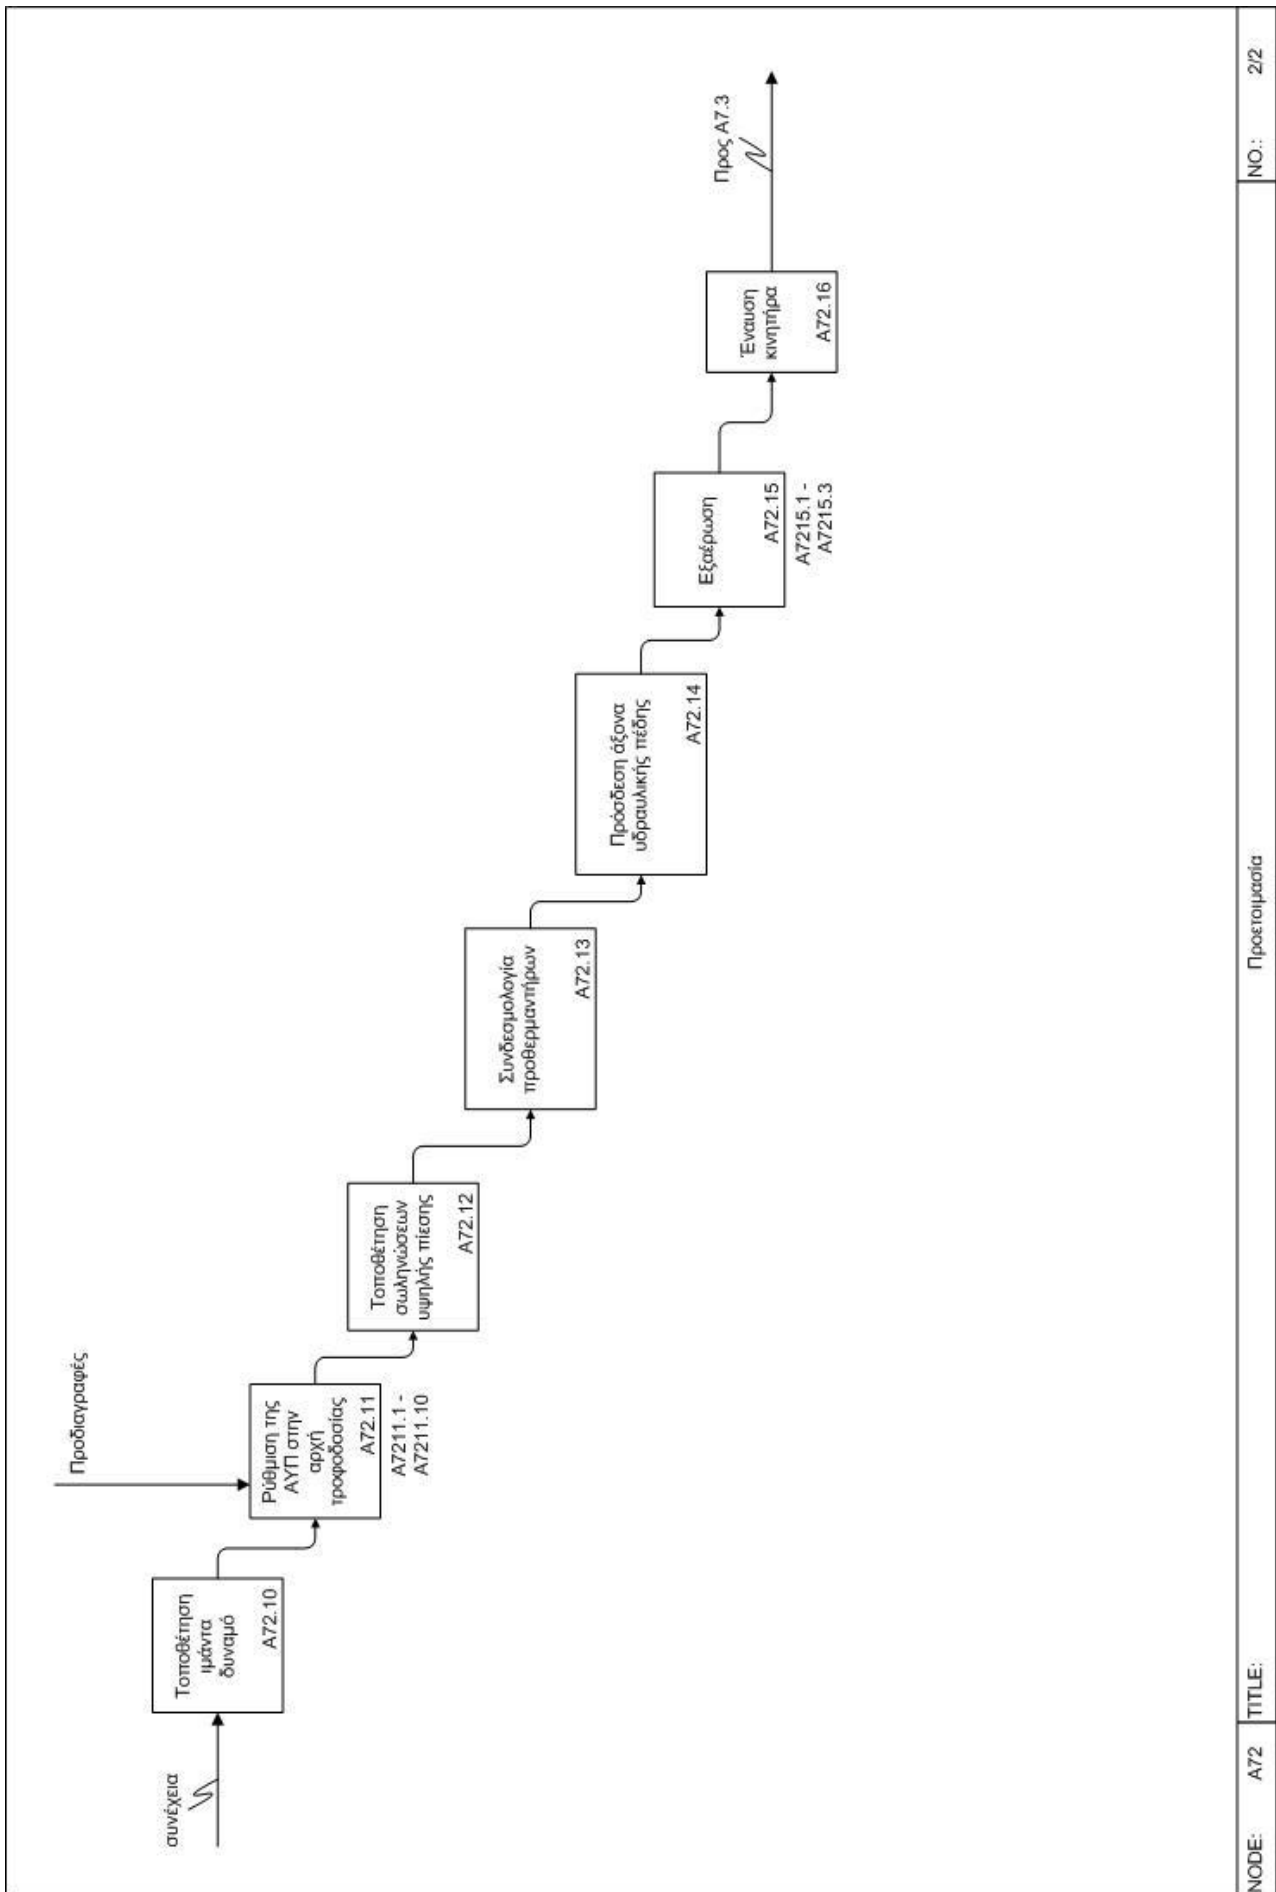 συνέχεια
Τοποθέτηση
ιμάντα
δυναμό
A72.10
Προδιαγραφές
Ρύθμιση της
ΑΥΠ στην
αρχή
τροφοδοσίας
A72.11
A7211.1 -
A7211.10
Τοποθέτηση
σωληνώσεων
υψηλής πίεσης
A72.12
Συνδεσμολογία
προθερμαντήρων
A72.13
Πρόσδεση άξονα
υδραυλικής πέδης
A72.14
Εξαέρωση
A72.15
A7215.1 -
A7215.3
Έναυση
κινητήρα
A72.16
Προς A7.3
NODE: A72
TITLE: Προετοιμασία
NO.: 2/2